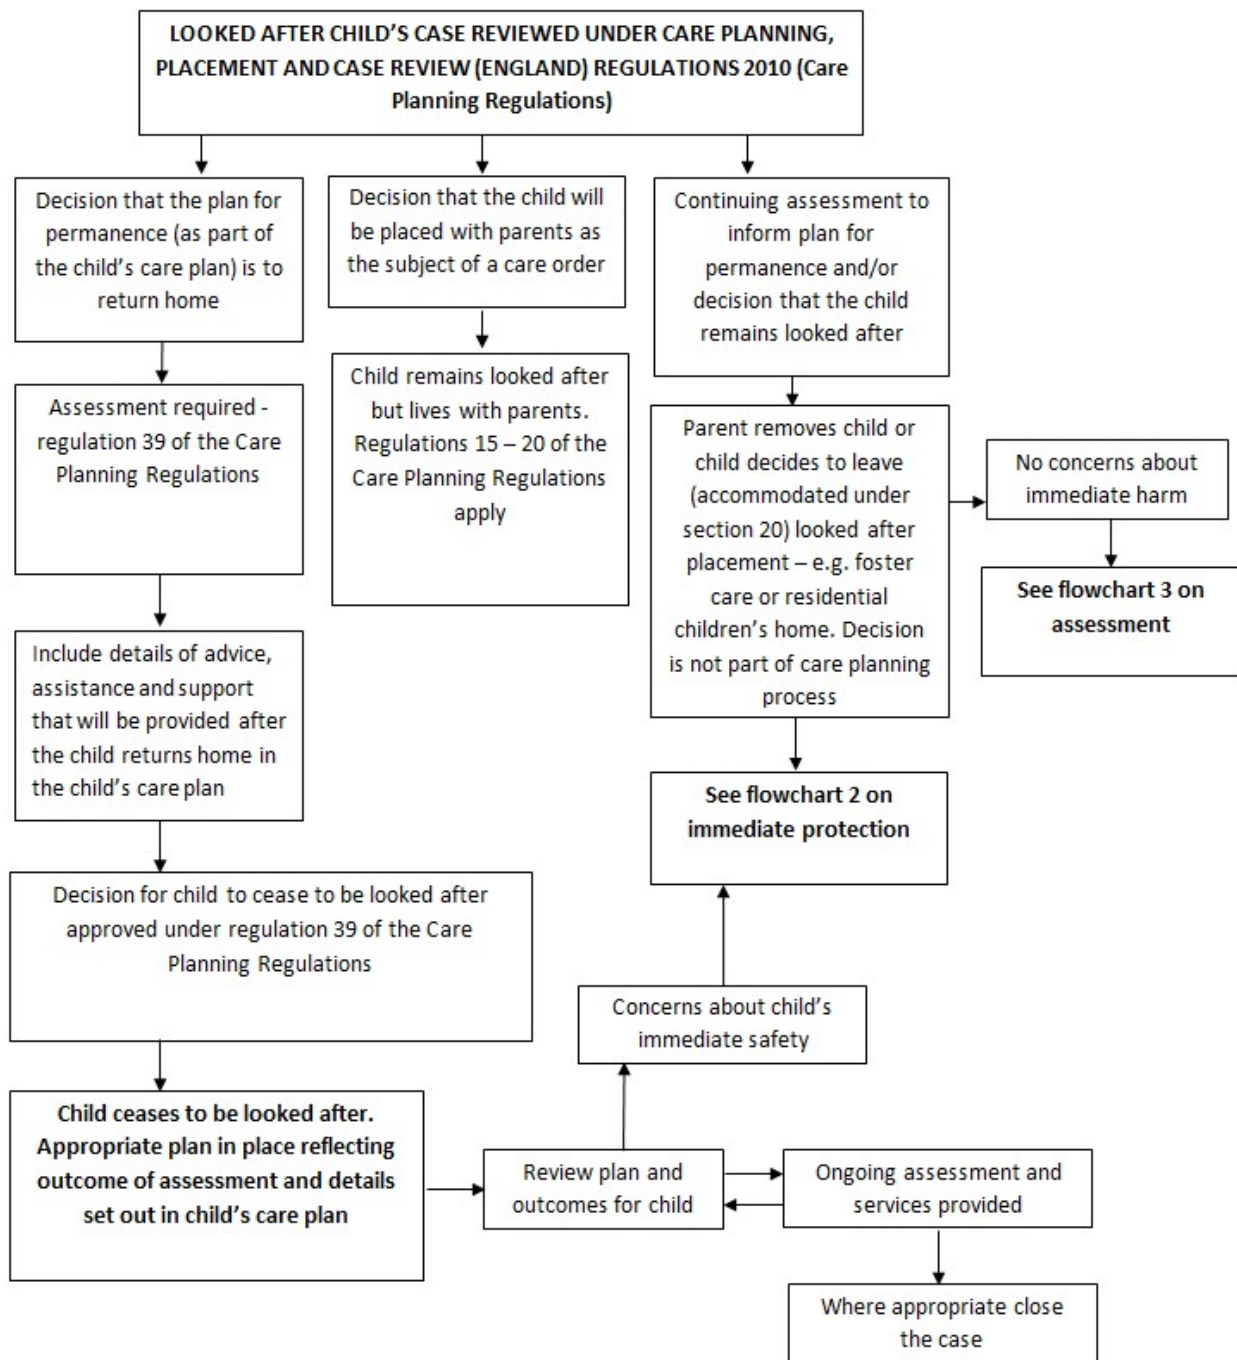 LOOKED AFTER CHILD’S CASE REVIEWED UNDER CARE PLANNING,
PLACEMENT AND CASE REVIEW (ENGLAND) REGULATIONS 2010 (Care
Planning Regulations)
Decision that the plan for
permanence (as part of
the child’s care plan) is to
return home
Decision that the child will
be placed with parents as
the subject of a care order
Continuing assessment to
inform plan for
permanence and/or
decision that the child
remains looked after
Assessment required -
regulation 39 of the Care
Planning Regulations
Child remains looked after
but lives with parents.
Regulations 15 – 20 of the
Care Planning Regulations
apply
Parent removes child or
child decides to leave
(accommodated under
section 20) looked after
placement – e.g. foster
care or residential
children’s home. Decision
is not part of care planning
process
No concerns about
immediate harm
See flowchart 3 on
assessment
Include details of advice,
assistance and support
that will be provided after
the child returns home in
the child’s care plan
See flowchart 2 on
immediate protection
Decision for child to cease to be looked after
approved under regulation 39 of the Care
Planning Regulations
Concerns about child’s
immediate safety
Child ceases to be looked after.
Appropriate plan in place reflecting
outcome of assessment and details
set out in child’s care plan
Review plan and
outcomes for child
Ongoing assessment and
services provided
Where appropriate close
the case